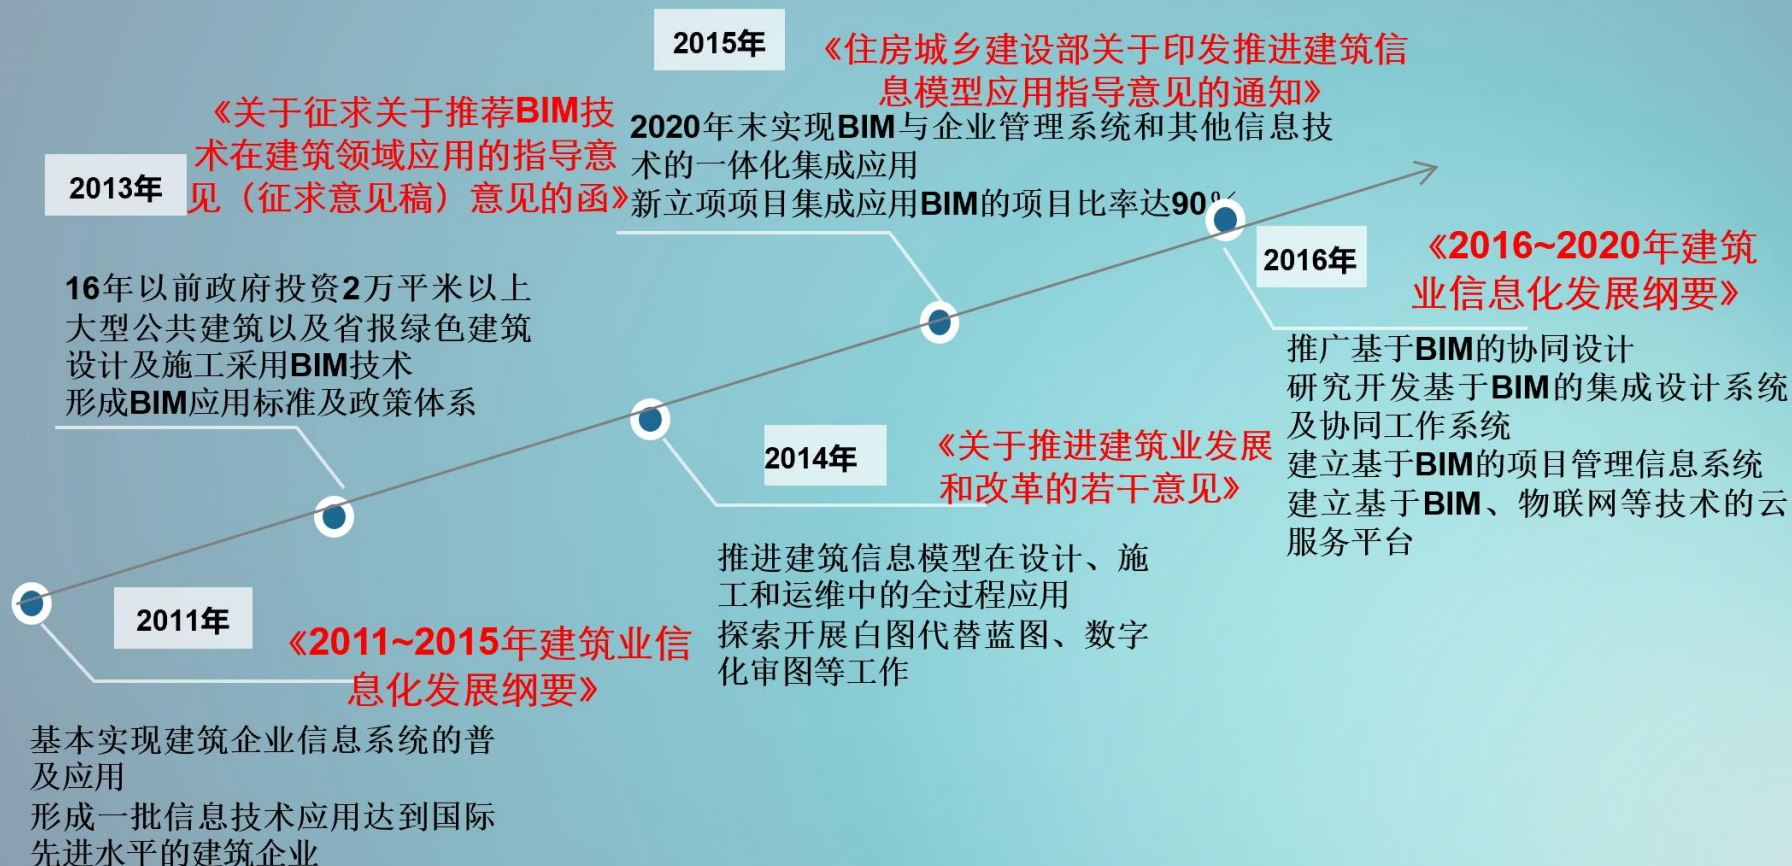 2015年
《住房城乡建设部关于印发推进建筑信
息模型应用指导意见的通知》
2020年末实现BIM与企业管理系统和其他信息技
术的一体化集成应用
新立项项目集成应用BIM的项目比率达90%
2013年
《关于征求关于推荐BIM技
术在建筑领域应用的指导意
见（征求意见稿）意见的函》
16年以前政府投资2万平米以上
大型公共建筑以及省报绿色建筑
设计及施工采用BIM技术
形成BIM应用标准及政策体系
2016年
《2016~2020年建筑
业信息化发展纲要》
推广基于BIM的协同设计
研究开发基于BIM的集成设计系统
及协同工作系统
建立基于BIM的项目管理信息系统
建立基于BIM、物联网等技术的云
服务平台
2014年
《关于推进建筑业发展
和改革的若干意见》
推进建筑信息模型在设计、施
工和运维中的全过程应用
探索开展白图代替蓝图、数字
化审图等工作
2011年
《2011~2015年建筑业信
息化发展纲要》
基本实现建筑企业信息系统的普
及应用
形成一批信息技术应用达到国际
先进水平的建筑企业